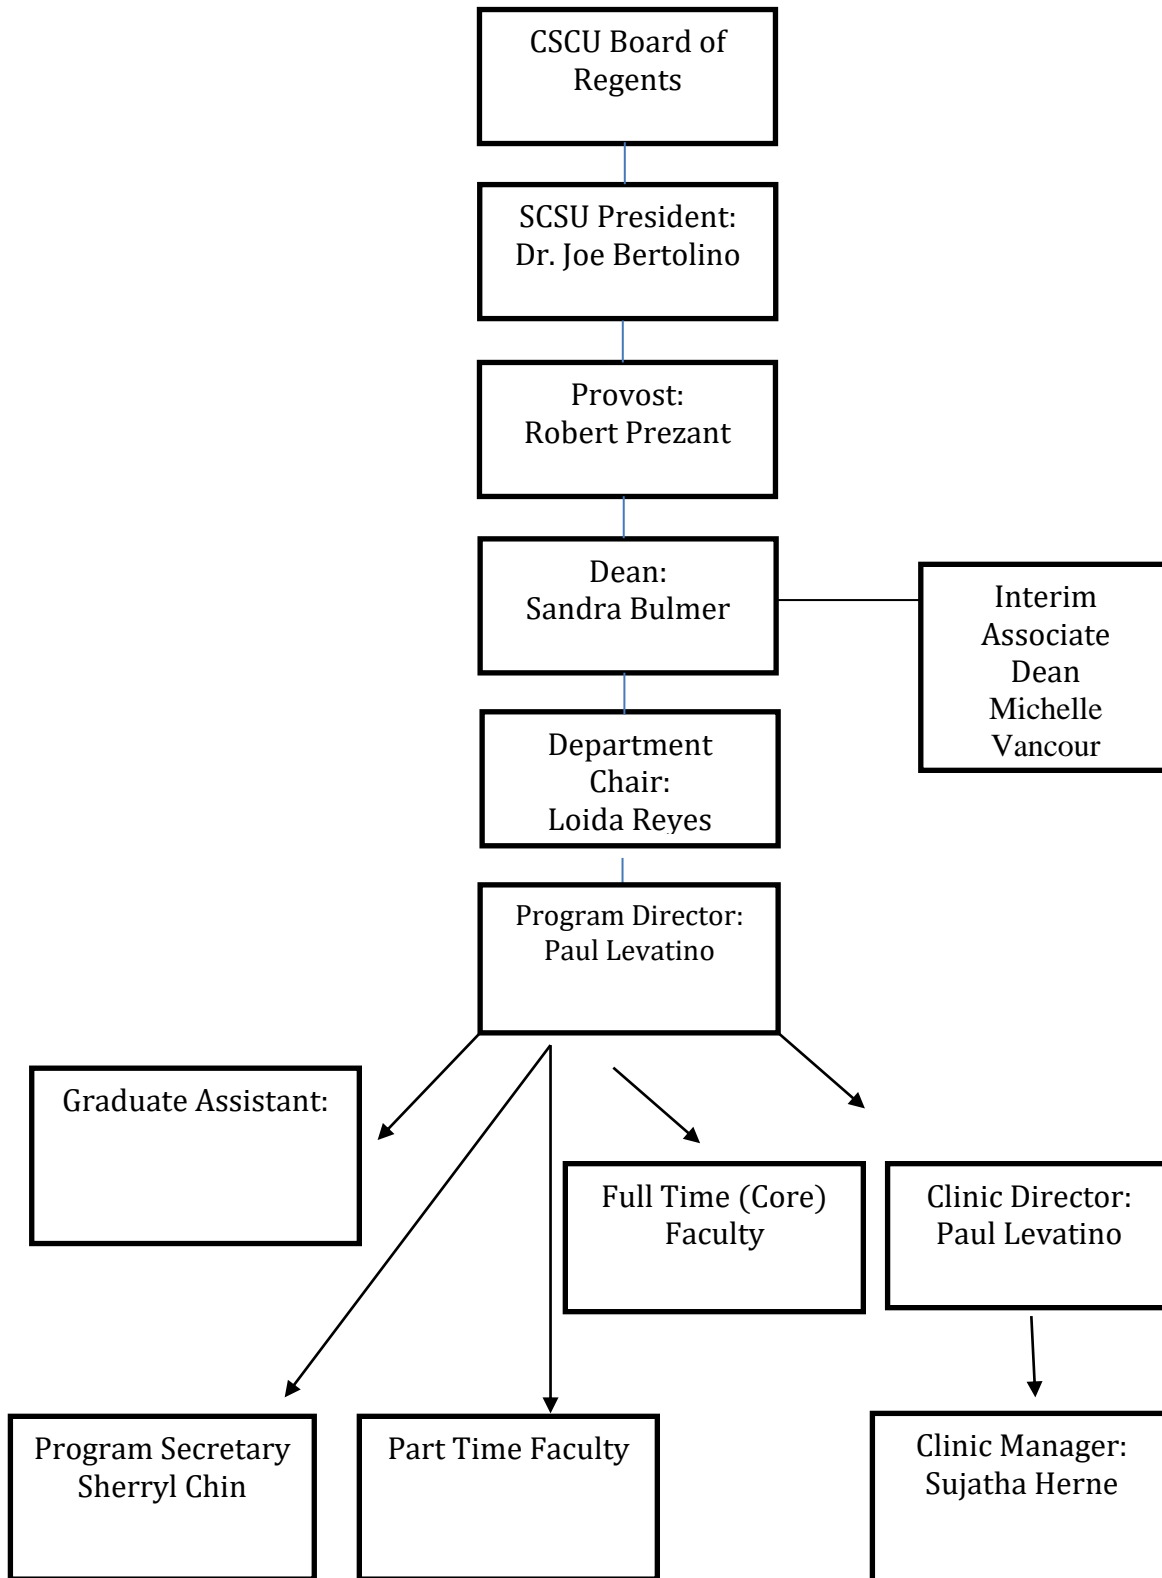 CSCU Board of
Regents
SCSU President:
Dr. Joe Bertolino
Provost:
Robert Prezant
Dean:
Sandra Bulmer
Interim
Associate
Dean
Michelle
Vancour
Department
Chair:
Loida Reyes
Program Director:
Paul Levatino
Graduate Assistant:
Full Time (Core)
Faculty
Clinic Director:
Paul Levatino
Program Secretary
Sherryl Chin
Part Time Faculty
Clinic Manager:
Sujatha Herne